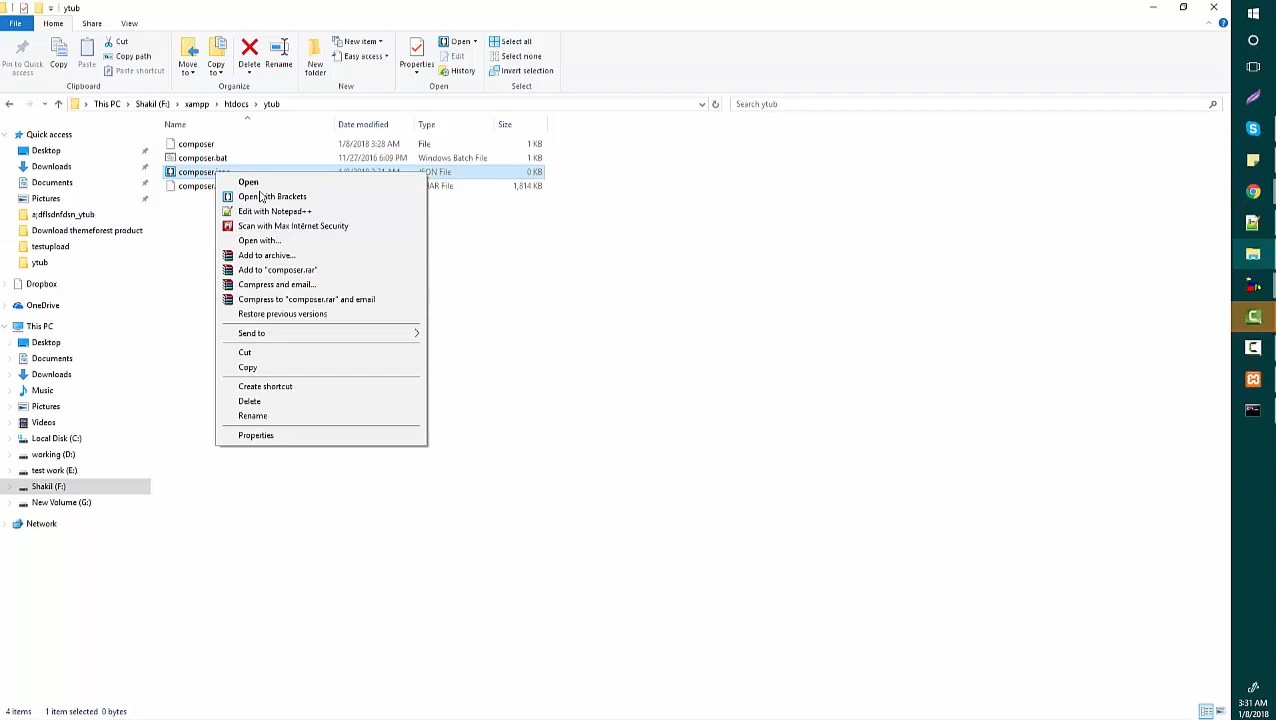 ytub
File Home Share View
Pin to Quick access
Copy
Paste
Cut
Copy path
Paste shortcut
Clipboard
Move to
Copy to
Delete
Rename
Organize
New folder
New item
Easy access
New
Properties
Open
Edit
History
Open
Select all
Select none
Invert selection
Select
This PC > Shakil (F:) > xampp > htdocs > ytub
Search ytub
Name Date modified Type Size
composer 1/8/2018 3:28 AM File 1 KB
composer.bat 11/27/2016 6:09 PM Windows Batch File 1 KB
JSON File 0 KB
1,814 KB
Quick access
Desktop
Downloads
Documents
Pictures
a;dflsdnfdsn_ytub
Download themeforest product
testupload
ytub
Dropbox
OneDrive
This PC
Desktop
Documents
Downloads
Music
Pictures
Videos
Local Disk (C:)
working (D:)
test work (E:)
Shakil (F:)
New Volume (G:)
Network
Open
Open with Brackets
Edit with Notepad++
Scan with Max Internet Security
Open with...
Add to archive...
Add to "composer.rar"
Compress and email...
Compress to "composer.rar" and email
Restore previous versions
Send to
Cut
Copy
Create shortcut
Delete
Rename
Properties
4 items 1 item selected 0 bytes
3:31 AM
1/8/2018